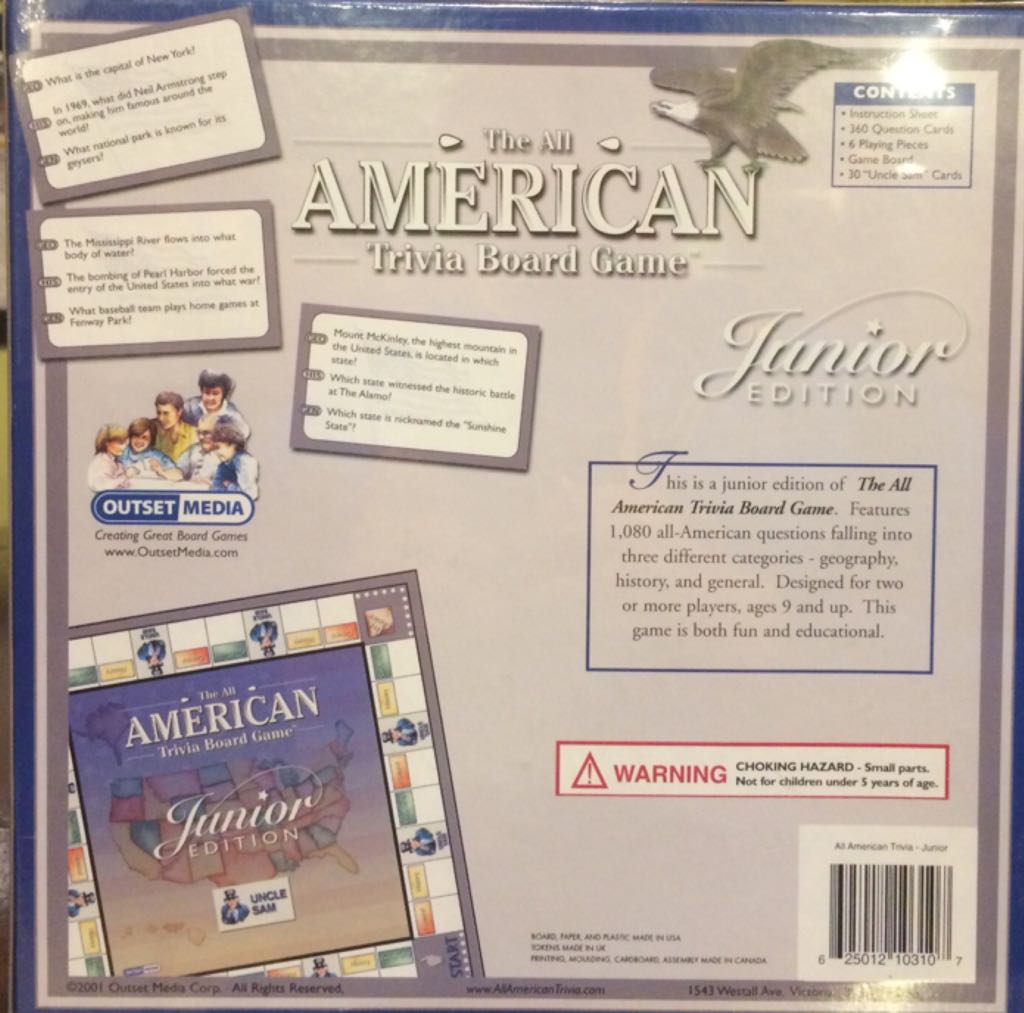 GEO What is the capital of New York?
HIS In 1969, what did Neil Armstrong step
on, making him famous around the
world?
What national park is known for its
geysers?
GEO The Mississippi River flows into what
body of water?
HIS The bombing of Pearl Harbor forced the
entry of the United States into what war?
What baseball team plays home games at
Fenway Park?
GEO Mount McKinley, the highest mountain in
the United States, is located in which
state?
HIS Which state witnessed the historic battle
at The Alamo?
Which state is nicknamed the "Sunshine
State"?
The All
AMERICAN
Trivia Board Game™
Junior
EDITION
CONTENTS
• Instruction Sheet
• 360 Question Cards
• 6 Playing Pieces
• Game Board
• 30 "Uncle Sam" Cards
OUTSET MEDIA
Creating Great Board Games
www.OutsetMedia.com
This is a junior edition of The All
American Trivia Board Game. Features
1,080 all-American questions falling into
three different categories - geography,
history, and general. Designed for two
or more players, ages 9 and up. This
game is both fun and educational.
WARNING
CHOKING HAZARD - Small parts.
Not for children under 5 years of age.
The All
AMERICAN
Trivia Board Game™
Junior
EDITION
UNCLE
SAM
START
OUTSET MEDIA
All American Trivia - Junior
6 25012 10310 7
BOARD, PAPER, AND PLASTIC MADE IN USA
TOKENS MADE IN UK
PRINTING, MOULDING, CARDBOARD, ASSEMBLY MADE IN CANADA
©2001 Outset Media Corp. All Rights Reserved.
www.AllAmericanTrivia.com
1543 Westall Ave. Victoria